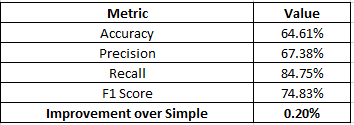 Metric Value
Accuracy 64.61%
Precision 67.38%
Recall 84.75%
F1 Score 74.83%
Improvement over Simple 0.20%